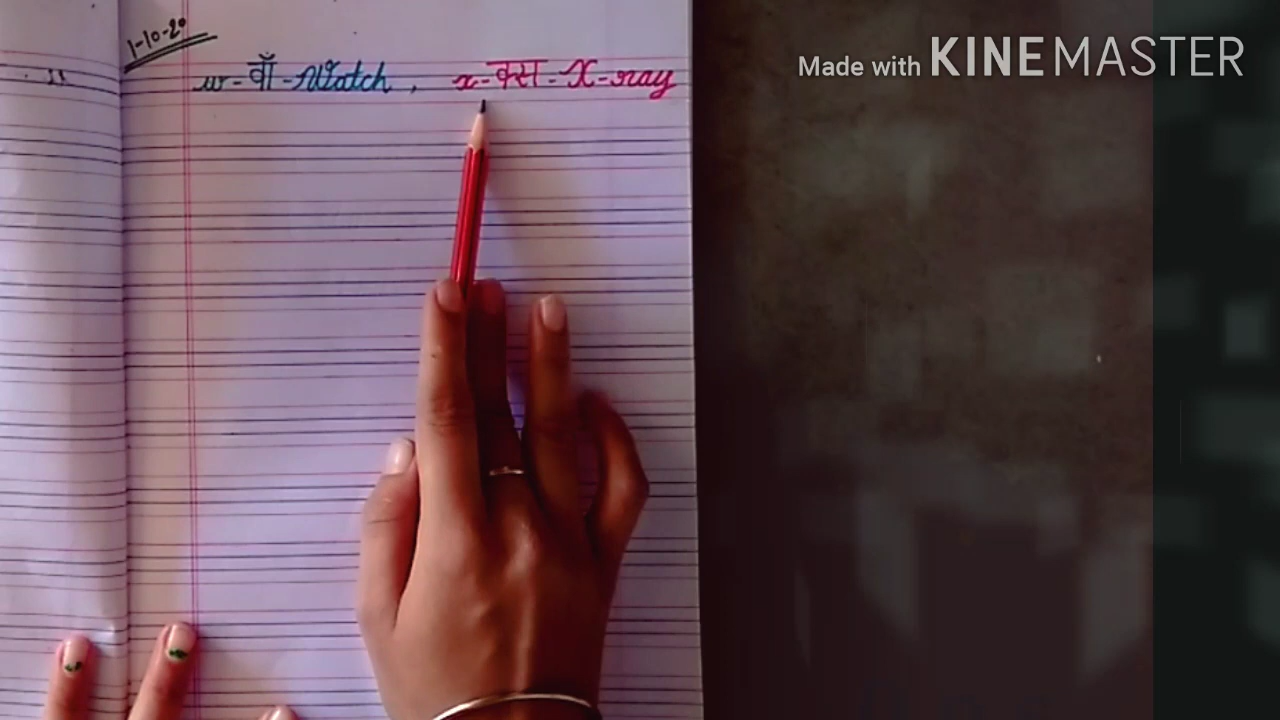 Made with KINEMASTER
1-10-20
w - वॉ - Watch , x - क्स - X-ray